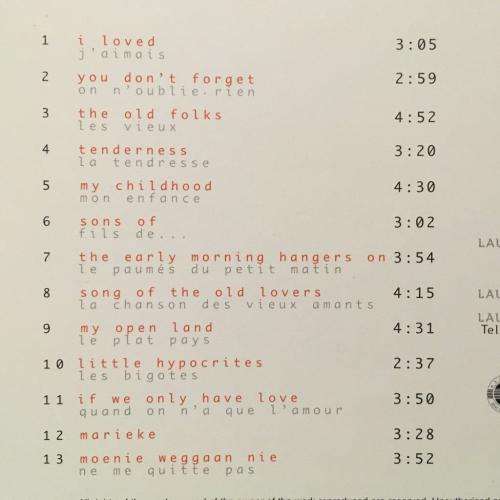 1 i loved 3:05
j'aimais
2 you don't forget 2:59
on n'oublie.rien
3 the old folks 4:52
les vieux
4 tenderness 3:20
la tendresse
5 my childhood 4:30
mon enfance
6 sons of 3:02
fils de...
7 the early morning hangers on 3:54
le paumés du petit matin
LAU
8 song of the old lovers 4:15
la chanson des vieux amants
LAU
9 my open land 4:31
le plat pays
LAU
Tel
10 little hypocrites 2:37
les bigotes
11 if we only have love 3:50
quand on n'a que l'amour
12 marieke 3:28
13 moenie weggaan nie 3:52
ne me quitte pas